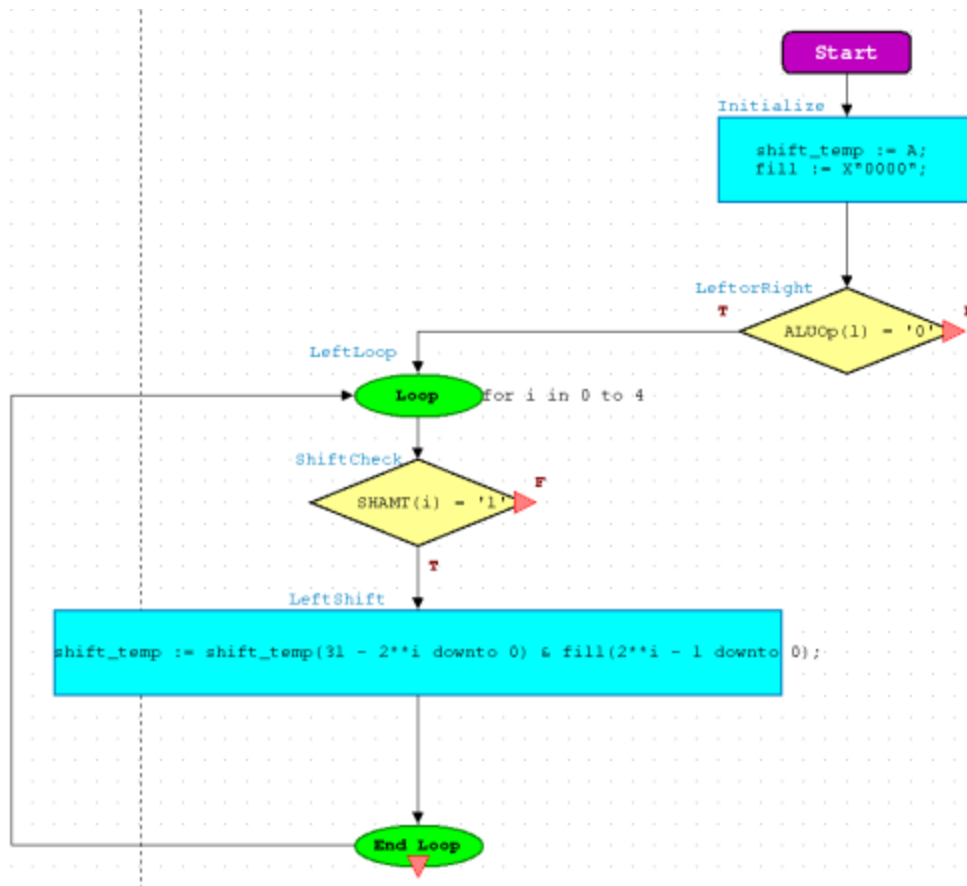 Start
Initialize
shift_temp := A;
fill := X"0000";
LeftorRight
T
ALUOp(1) = '0'
LeftLoop
Loop
for i in 0 to 4
ShiftCheck
F
SHAMT(i) = '1'
T
LeftShift
shift_temp := shift_temp(31 - 2**i downto 0) & fill(2**i - 1 downto 0);
End Loop